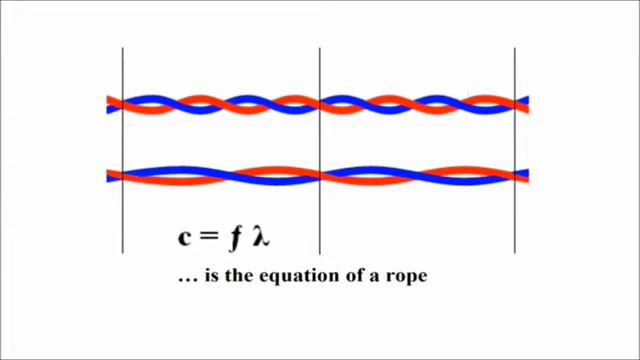 c = f λ
... is the equation of a rope